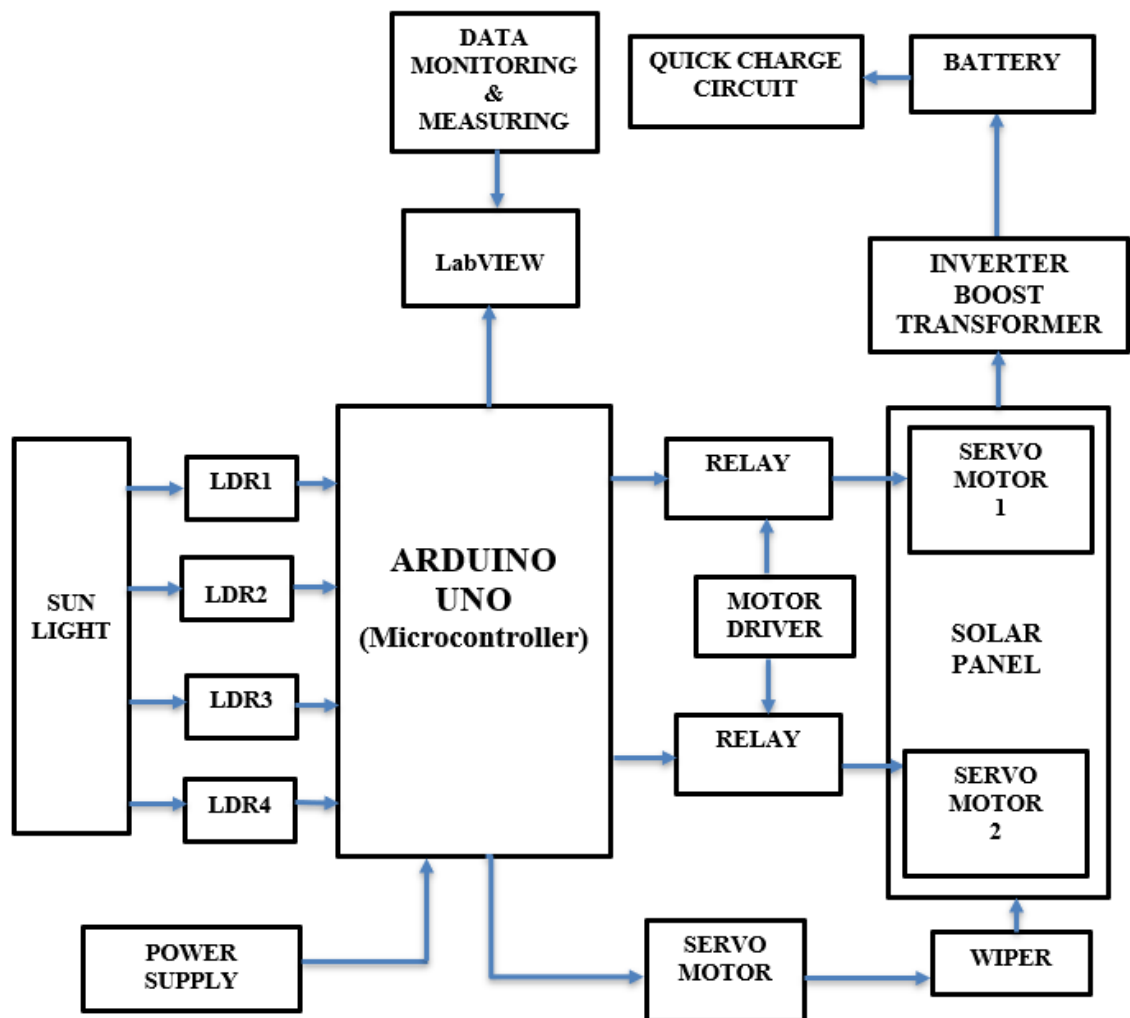 DATA
MONITORING
&
MEASURING
QUICK CHARGE
CIRCUIT
BATTERY
LabVIEW
INVERTER
BOOST
TRANSFORMER
SUN
LIGHT
LDR1
LDR2
LDR3
LDR4
ARDUINO
UNO
(Microcontroller)
RELAY
MOTOR
DRIVER
RELAY
SERVO
MOTOR
1
SOLAR
PANEL
SERVO
MOTOR
2
POWER
SUPPLY
SERVO
MOTOR
WIPER